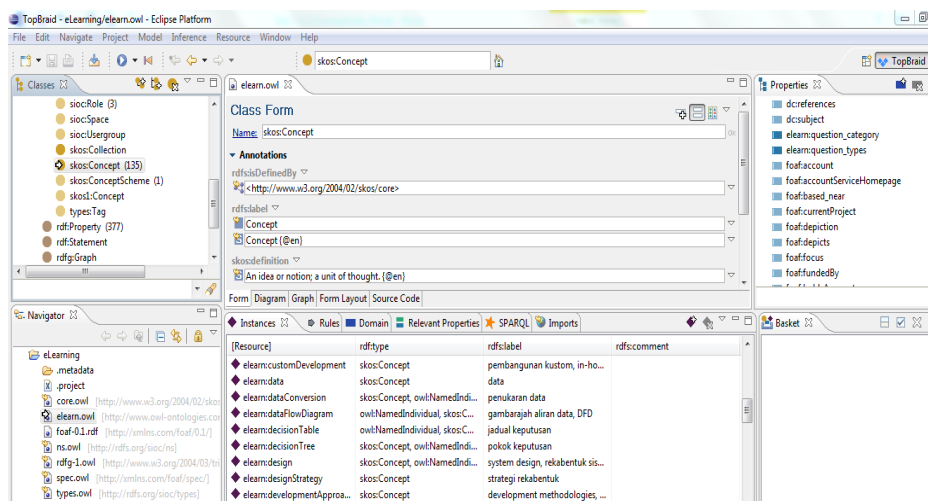 TopBraid - eLearning/elearn.owl - Eclipse Platform
File Edit Navigate Project Model Inference Resource Window Help
skos:Concept
TopBraid
Classes
sioc:Role (3)
sioc:Space
sioc:Usergroup
skos:Collection
skos:Concept (135)
skos:ConceptScheme (1)
skos1:Concept
types:Tag
rdf:Property (377)
rdf:Statement
rdfg:Graph
elearn.owl
Class Form
Name: skos:Concept
Annotations
rdfs:isDefinedBy
<http://www.w3.org/2004/02/skos/core>
rdfs:label
Concept
Concept {@en}
skos:definition
An idea or notion; a unit of thought. {@en}
Form Diagram Graph Form Layout Source Code
Properties
dc:references
dc:subject
elearn:question_category
elearn:question_types
foaf:account
foaf:accountServiceHomepage
foaf:based_near
foaf:currentProject
foaf:depiction
foaf:depicts
foaf:focus
foaf:fundedBy
Navigator
eLearning
.metadata
.project
core.owl [http://www.w3.org/2004/02/skos
elearn.owl [http://www.owl-ontologies.co
foaf-0.1.rdf [http://xmlns.com/foaf/0.1/]
ns.owl [http://rdfs.org/sioc/ns]
rdfg-1.owl [http://www.w3.org/2004/03/tri
spec.owl [http://xmlns.com/foaf/spec/]
types.owl [http://rdfs.org/sioc/types]
Instances Rules Domain Relevant Properties SPARQL Imports
[Resource] rdf:type rdfs:label rdfs:comment
elearn:customDevelopment skos:Concept pembangunan kustom, in-ho...
elearn:data skos:Concept data
elearn:dataConversion skos:Concept, owl:NamedIndi... penukaran data
elearn:dataFlowDiagram owl:NamedIndividual, skos:C... gambarajah aliran data, DFD
elearn:decisionTable owl:NamedIndividual, skos:C... jadual keputusan
elearn:decisionTree skos:Concept, owl:NamedIndi... pokok keputusan
elearn:design skos:Concept, owl:NamedIndi... system design, rekabentuk sis...
elearn:designStrategy skos:Concept strategi rekabentuk
elearn:developmentApproa... skos:Concept development methodologies, ...
Basket